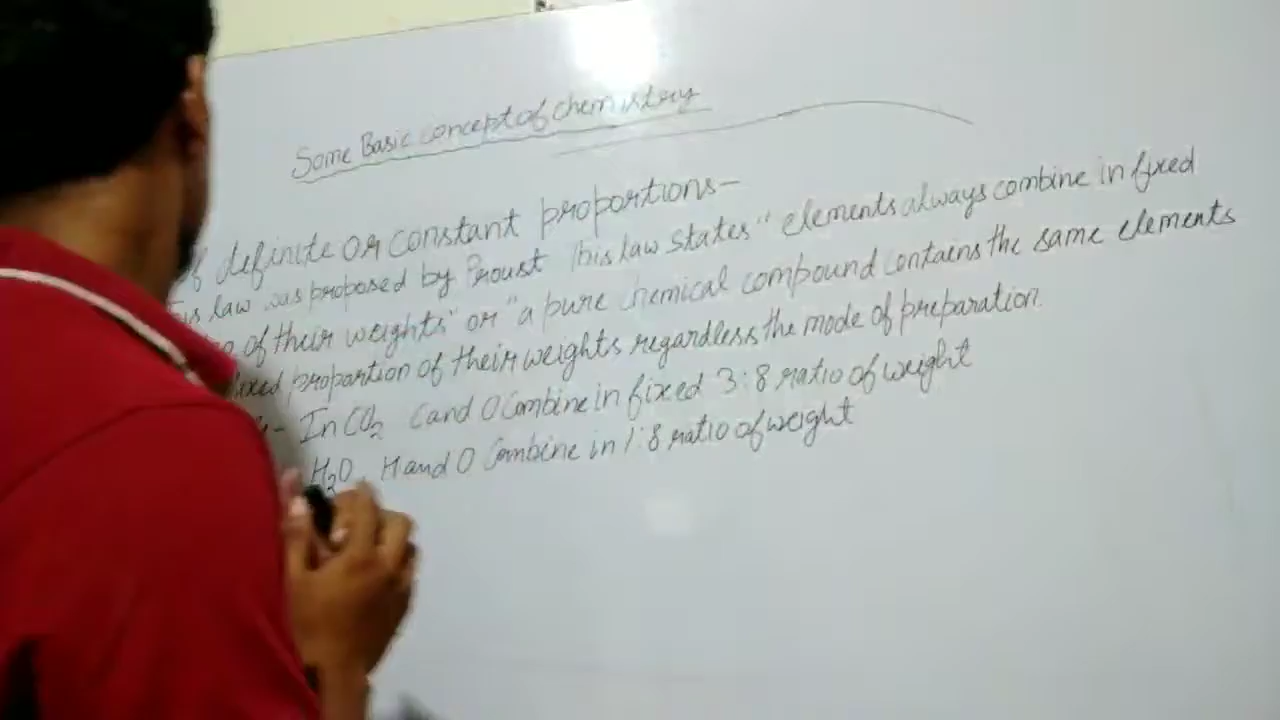 Some Basic concept of chemistry
of definite or constant proportions-
law was proposed by Proust This law states " elements always combine in fixed
of their weights" or "a pure chemical compound contains the same elements
proportion of their weights regardless the mode of preparation.
- In CO2 C and O Combine in fixed 3:8 ratio of weight
H2O, H and O Combine in 1:8 ratio of weight